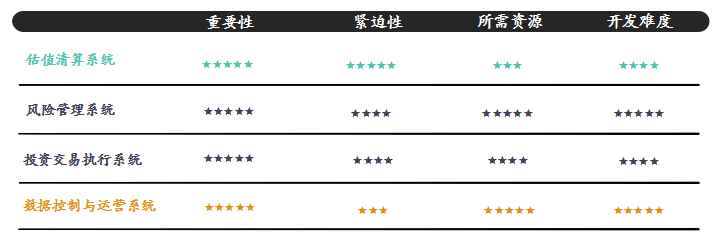 重要性 紧迫性 所需资源 开发难度
估值清算系统 ★★★★★ ★★★★★ ★★★ ★★★★
风险管理系统 ★★★★★ ★★★★ ★★★★★ ★★★★★
投资交易执行系统 ★★★★★ ★★★★ ★★★★ ★★★★
数据控制与运营系统 ★★★★★ ★★★ ★★★★★ ★★★★★